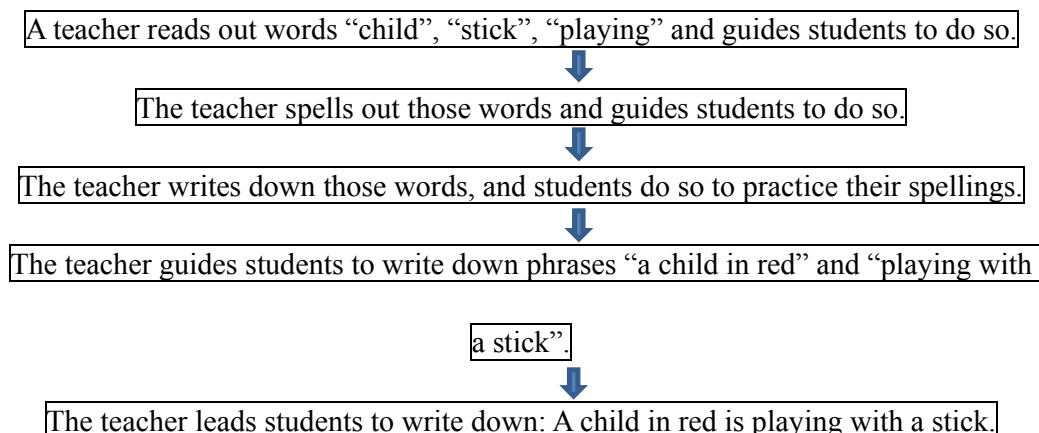 A teacher reads out words “child”, “stick”, “playing” and guides students to do so.
The teacher spells out those words and guides students to do so.
The teacher writes down those words, and students do so to practice their spellings.
The teacher guides students to write down phrases “a child in red” and “playing with
a stick”.
The teacher leads students to write down: A child in red is playing with a stick.